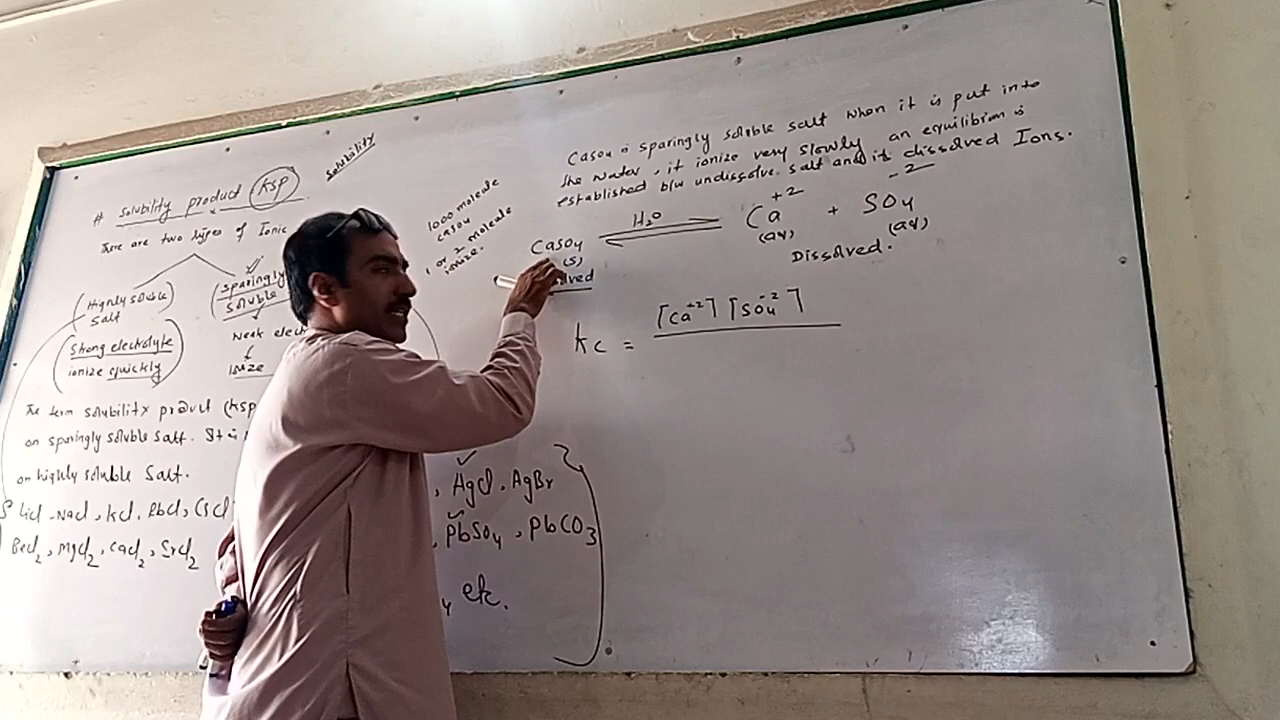 # Solubility product (Ksp)
Solubility
There are two types of Ionic
(Highly soluble
salt)
(Sparingly
soluble
(Strong electrolyte
ionize quickly)
Weak elect
Ionize
The term solubility product (Ksp
on sparingly soluble salt. It is
on highly soluble salt.
LiCl, NaCl, KCl, RbCl, CsCl
BeCl2, MgCl2, CaCl2, SrCl2
, AgCl, AgBr
, PbSO4, PbCO3
etc.
1000 molecule
CaSO4
1 or 2 molecule
ionize.
CaSO4 is sparingly soluble salt when it is put into
the water, it ionize very slowly an equilibrium is
established b/w undissolve salt and its dissolved Ions.
CaSO4 (s) ⇌ H2O Ca+2 (aq) + SO4-2 (aq)
solved
Dissolved.
Kc = [Ca+2] [SO4-2]